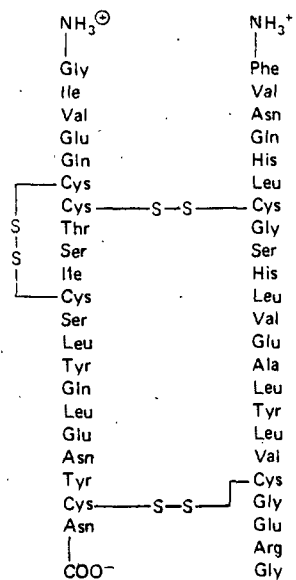 NH₃⊕ NH₃⁺
Gly Phe
Ile Val
Val Asn
Glu Gln
Gln His
Cys Leu
Cys S S Cys
Thr Gly
S Ser Ser
S Ile His
Cys Leu
Ser Val
Leu Glu
Tyr Ala
Gln Leu
Leu Tyr
Glu Leu
Asn Val
Tyr Cys
Cys S S Gly
Asn Glu
Arg
COO⁻ Gly